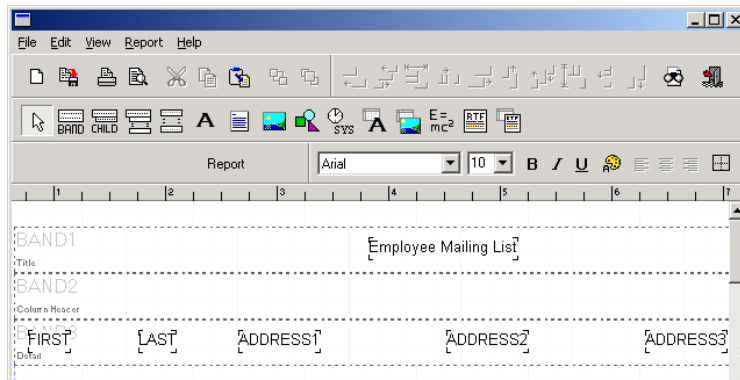 File Edit View Report Help
BAND CHILD A SYS A E= mc² RTF RTF
Report Arial 10 B I U A
1 2 3 4 5 6 7
BAND1 Employee Mailing List
Title
BAND2
Column Header
BAND3 FIRST LAST ADDRESS1 ADDRESS2 ADDRESS3
Detail